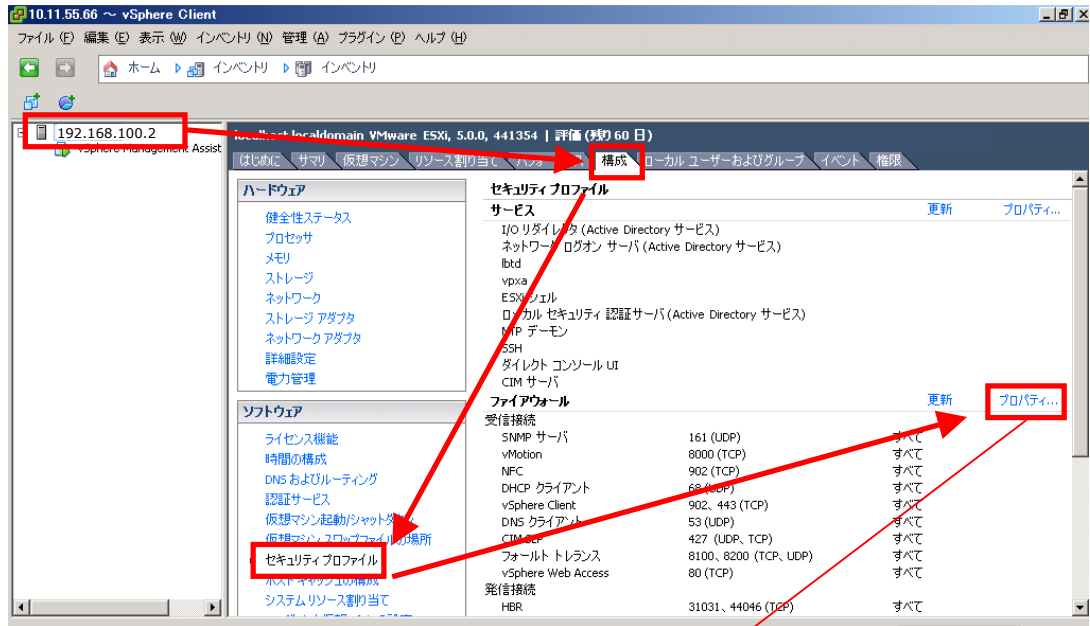 10.11.55.66 ～ vSphere Client
ファイル (F) 編集 (E) 表示 (W) インベントリ (N) 管理 (A) プラグイン (P) ヘルプ (H)
ホーム インベントリ インベントリ
192.168.100.2
vSphere Management Assist
localhost.localdomain VMware ESXi, 5.0.0, 441354 | 評価 (残り 60 日)
はじめに サマリ 仮想マシン リソース割り当て 構成 ローカル ユーザーおよびグループ イベント 権限
ハードウェア
健全性ステータス
プロセッサ
メモリ
ストレージ
ネットワーク
ストレージ アダプタ
ネットワーク アダプタ
詳細設定
電力管理
ソフトウェア
ライセンス機能
時間の構成
DNS およびルーティング
認証サービス
仮想マシン起動/シャットダウン
仮想マシン スワップファイルの場所
セキュリティ プロファイル
ホスト キャッシュの構成
システム リソース割り当て
セキュリティ プロファイル
サービス 更新 プロパティ...
I/O リダイレクタ (Active Directory サービス)
ネットワーク ログオン サーバ (Active Directory サービス)
lbtd
vpxa
ESXi シェル
ローカル セキュリティ 認証サーバ (Active Directory サービス)
NTP デーモン
SSH
ダイレクト コンソール UI
CIM サーバ
ファイアウォール 更新 プロパティ...
受信接続
SNMP サーバ 161 (UDP) すべて
vMotion 8000 (TCP) すべて
NFC 902 (TCP) すべて
DHCP クライアント 68 (UDP) すべて
vSphere Client 902、443 (TCP) すべて
DNS クライアント 53 (UDP) すべて
CIM SLP 427 (UDP、TCP) すべて
フォールト トレランス 8100、8200 (TCP、UDP) すべて
vSphere Web Access 80 (TCP) すべて
発信接続
HBR 31031、44046 (TCP) すべて